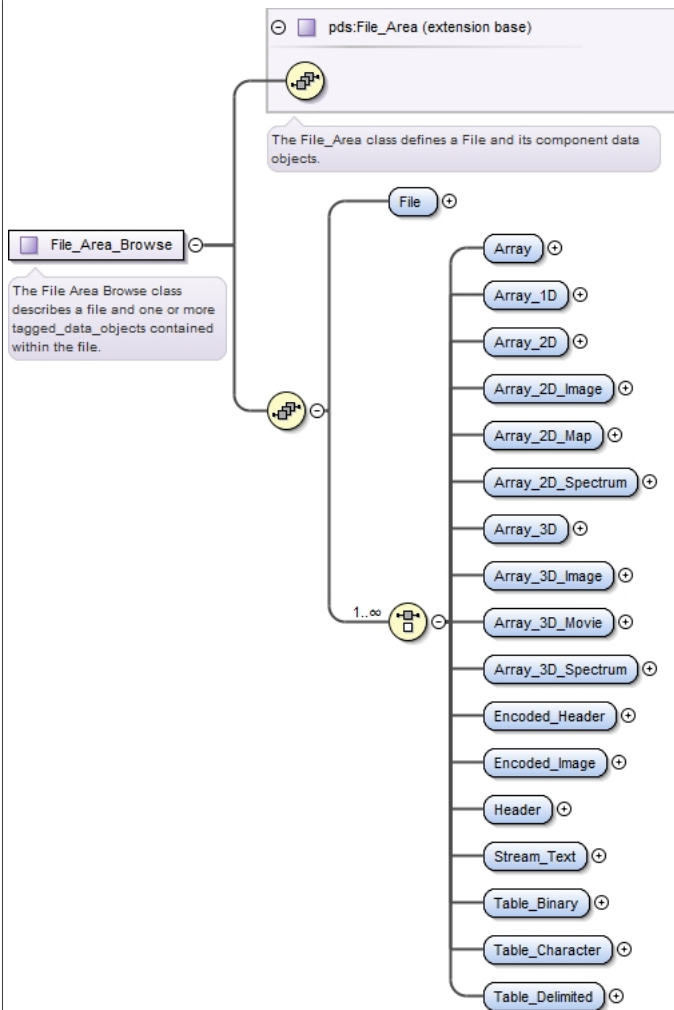 pds:File_Area (extension base)
The File_Area class defines a File and its component data
objects.
File
File_Area_Browse
The File Area Browse class
describes a file and one or more
tagged_data_objects contained
within the file.
Array
Array_1D
Array_2D
Array_2D_Image
Array_2D_Map
Array_2D_Spectrum
Array_3D
Array_3D_Image
1..∞
Array_3D_Movie
Array_3D_Spectrum
Encoded_Header
Encoded_Image
Header
Stream_Text
Table_Binary
Table_Character
Table_Delimited